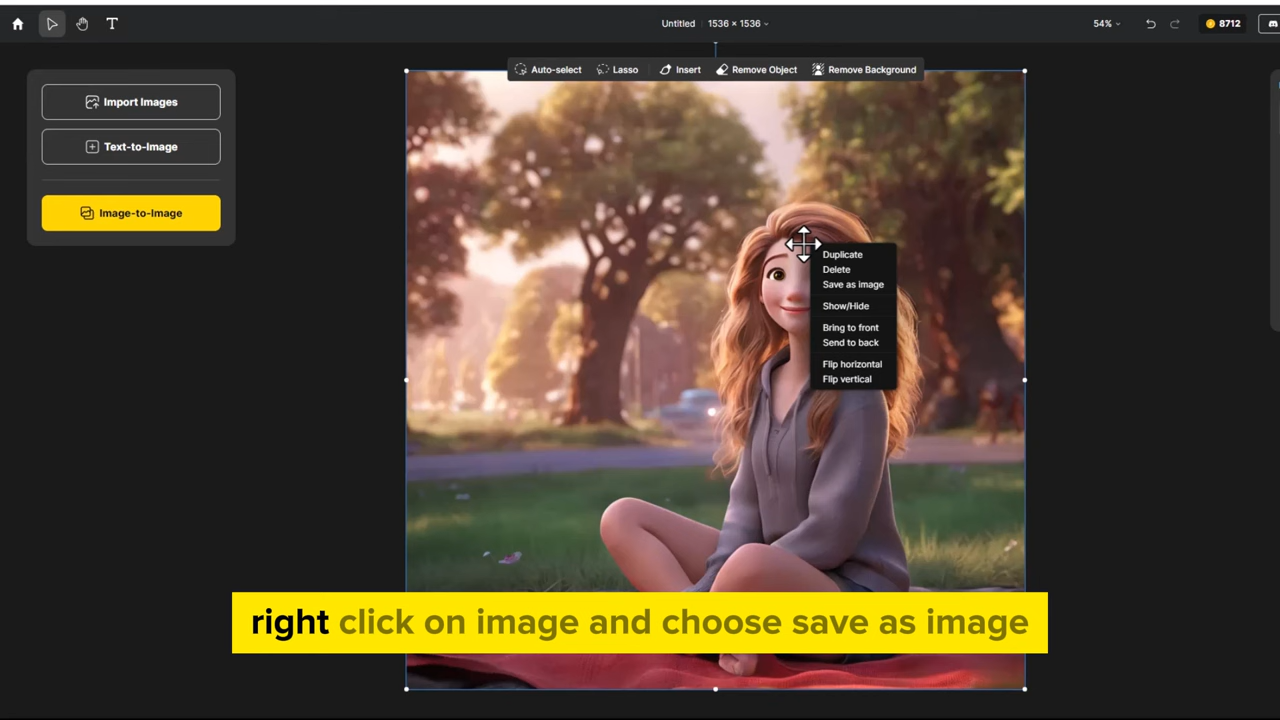 T
Untitled 1536 × 1536
54%
8712
Auto-select Lasso Insert Remove Object Remove Background
Import Images
Text-to-Image
Image-to-Image
Duplicate
Delete
Save as image
Show/Hide
Bring to front
Send to back
Flip horizontal
Flip vertical
right click on image and choose save as image